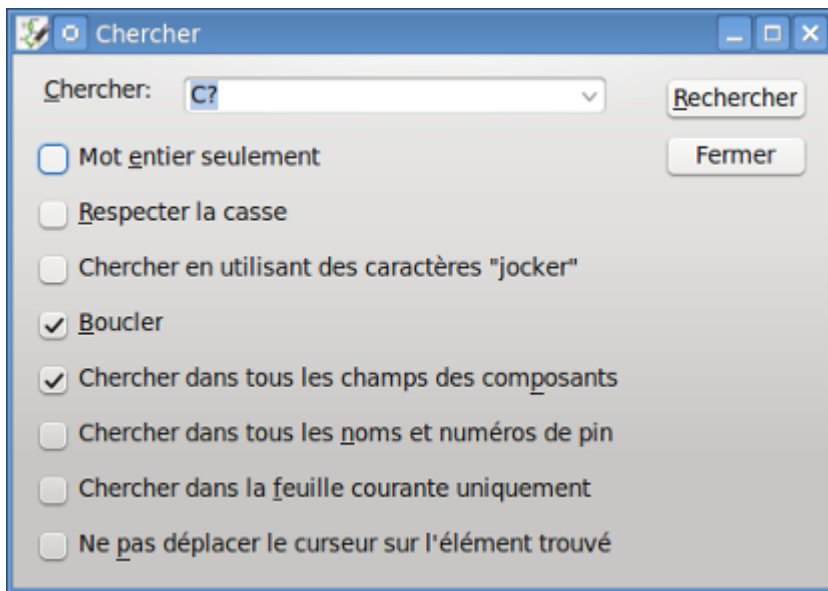 Chercher
Chercher: C? Rechercher
Mot entier seulement Fermer
Respecter la casse
Chercher en utilisant des caractères "jocker"
Boucler
Chercher dans tous les champs des composants
Chercher dans tous les noms et numéros de pin
Chercher dans la feuille courante uniquement
Ne pas déplacer le curseur sur l'élément trouvé